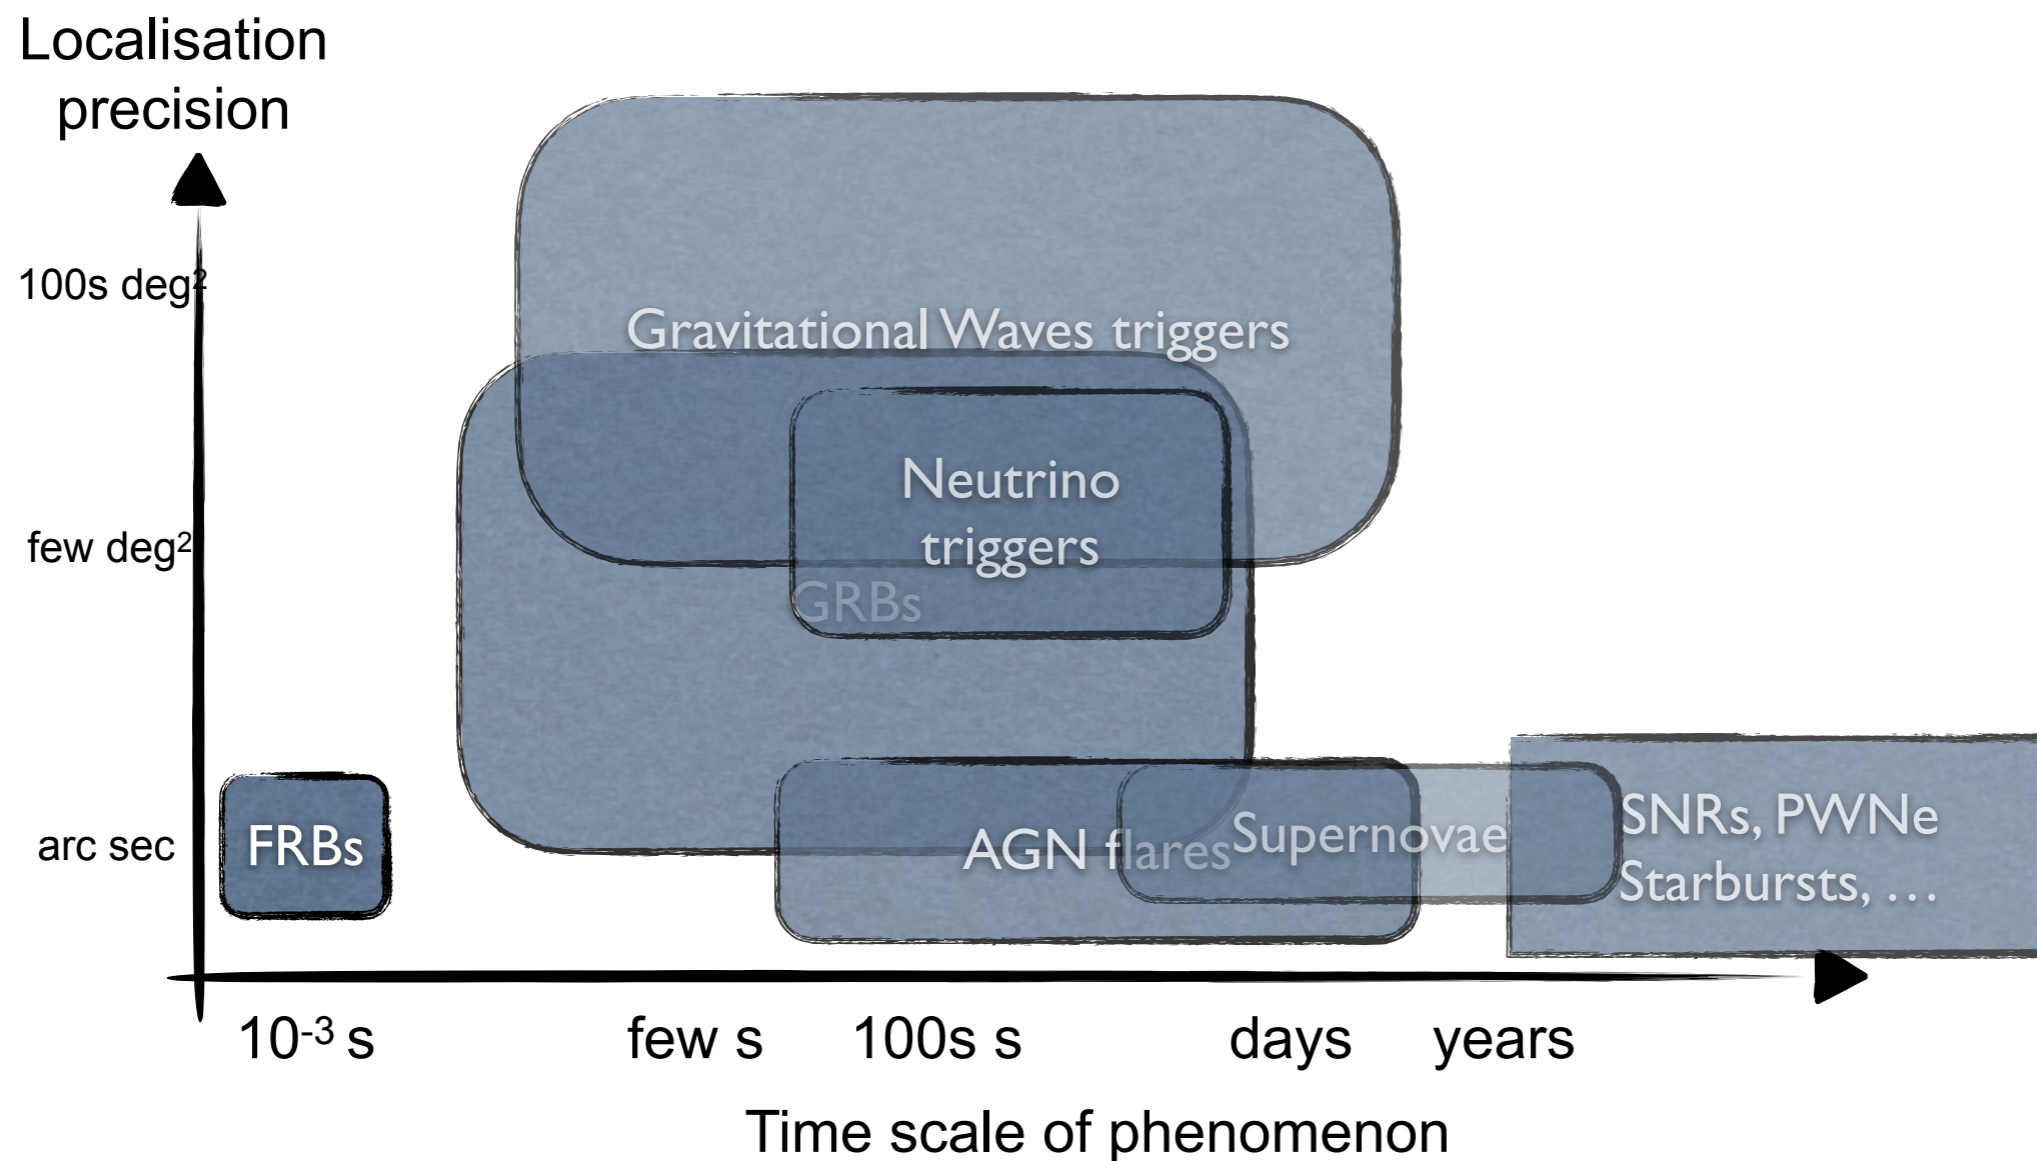 Localisation
precision
100s deg²
Gravitational Waves triggers
Neutrino
triggers
few deg²
GRBs
arc sec
FRBs
AGN flares
Supernovae
SNRs, PWNe
Starbursts, …
10⁻³ s
few s
100s s
days
years
Time scale of phenomenon